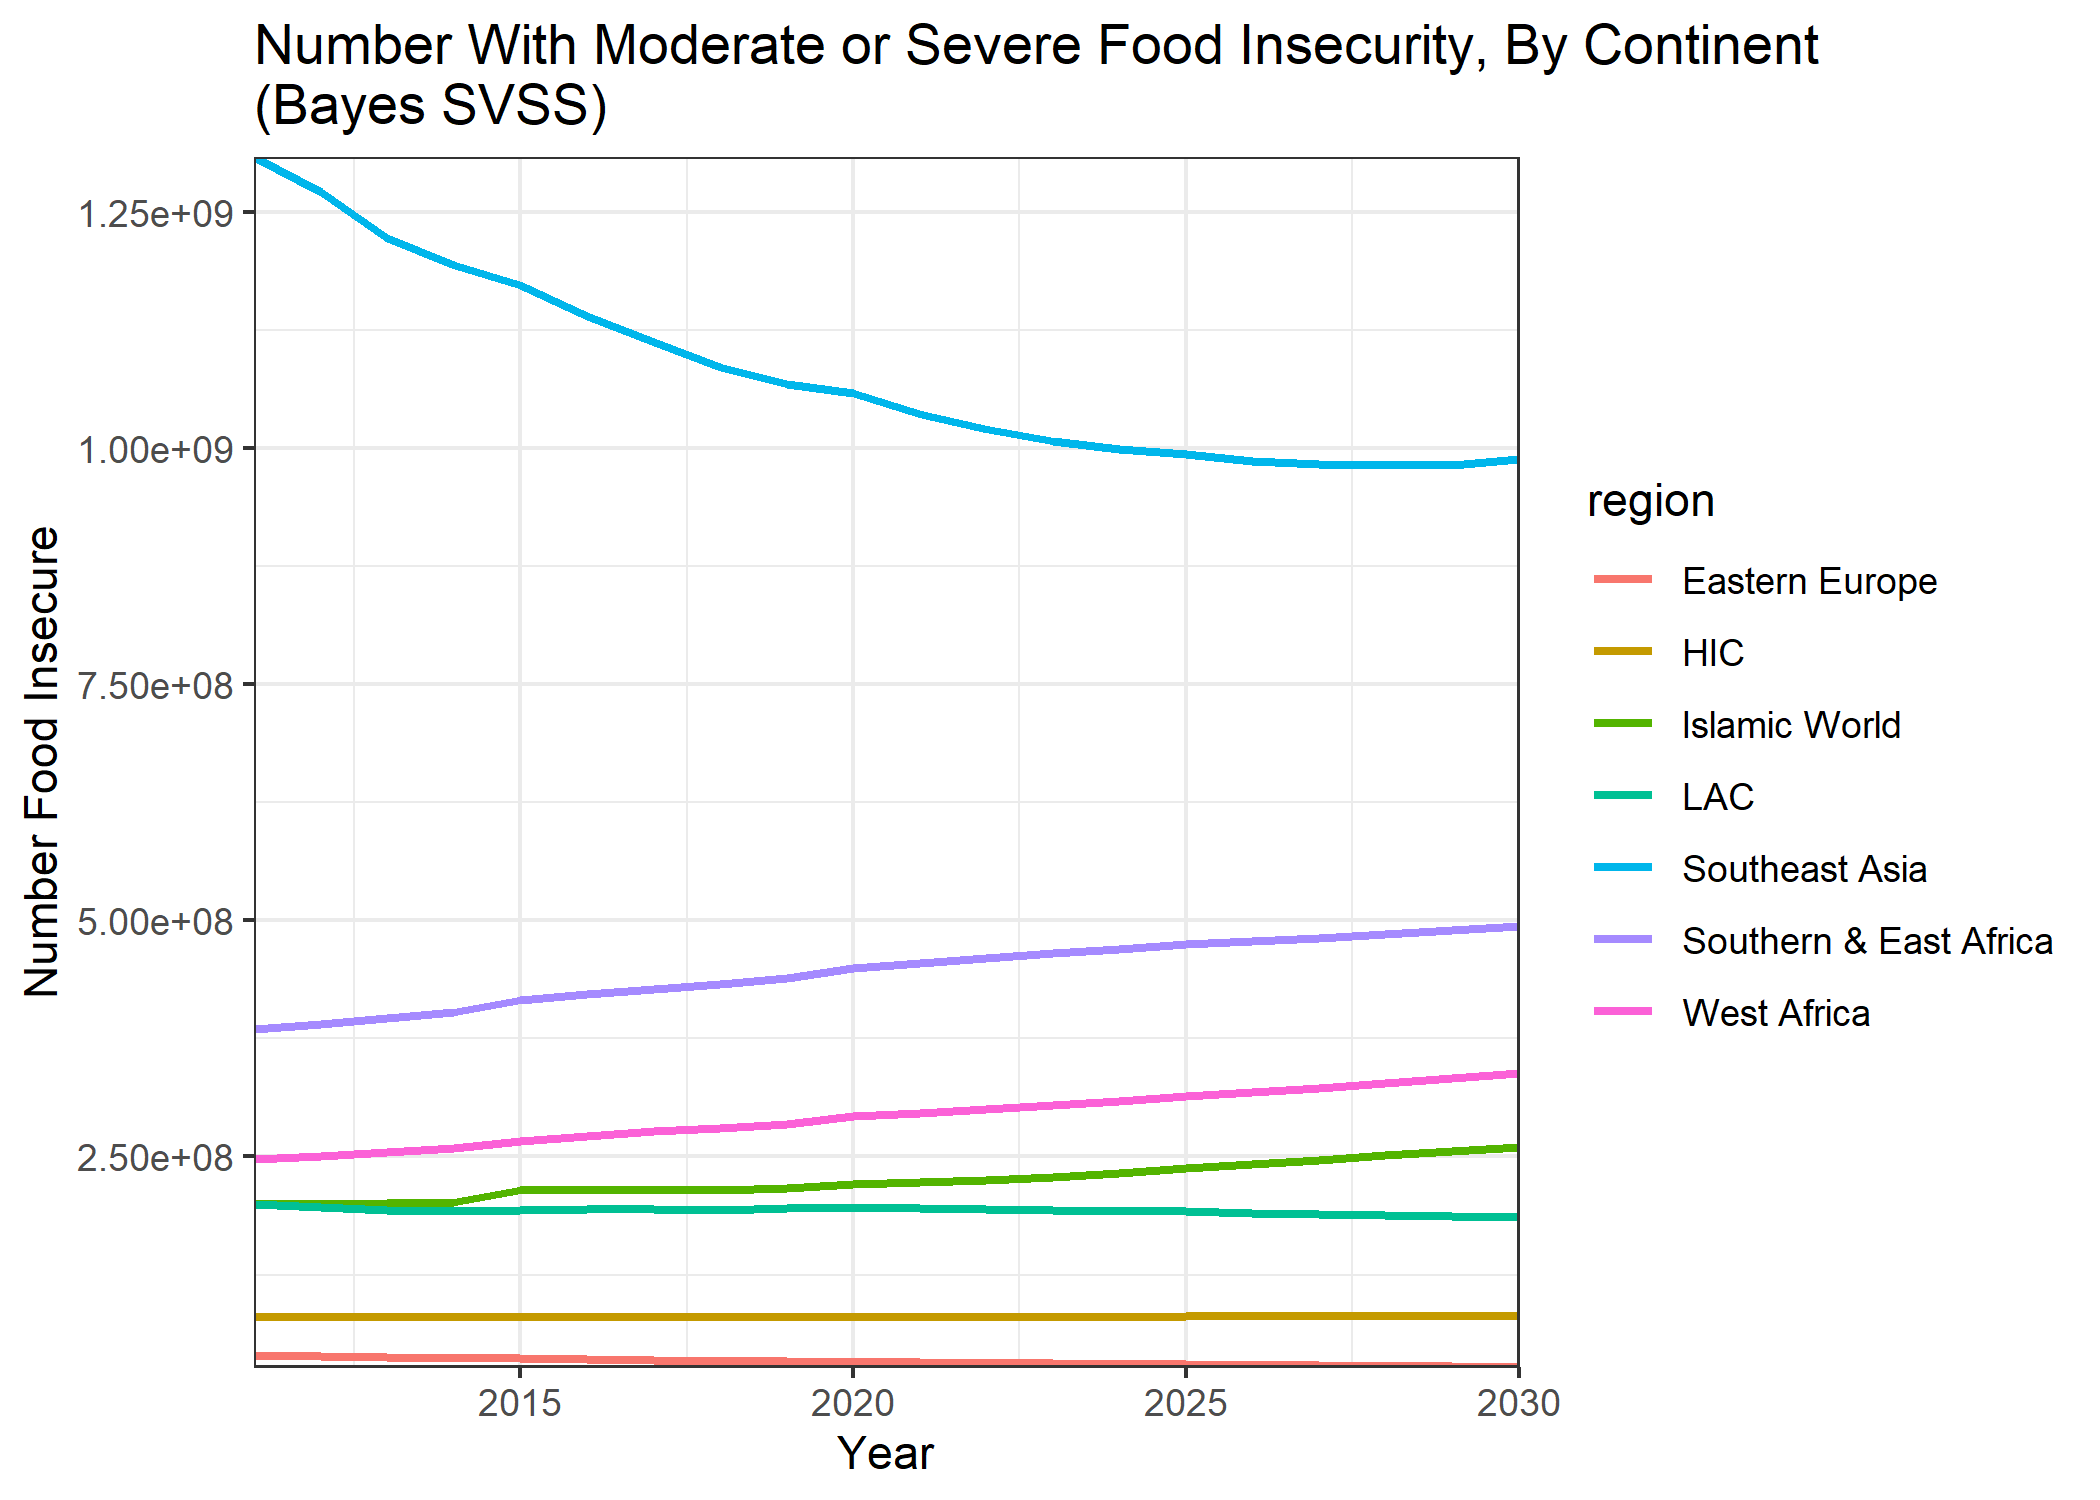 Number With Moderate or Severe Food Insecurity, By Continent
(Bayes SVSS)
Number Food Insecure
1.25e+09
1.00e+09
7.50e+08
5.00e+08
2.50e+08
2015
2020
2025
2030
Year
region
Eastern Europe
HIC
Islamic World
LAC
Southeast Asia
Southern & East Africa
West Africa